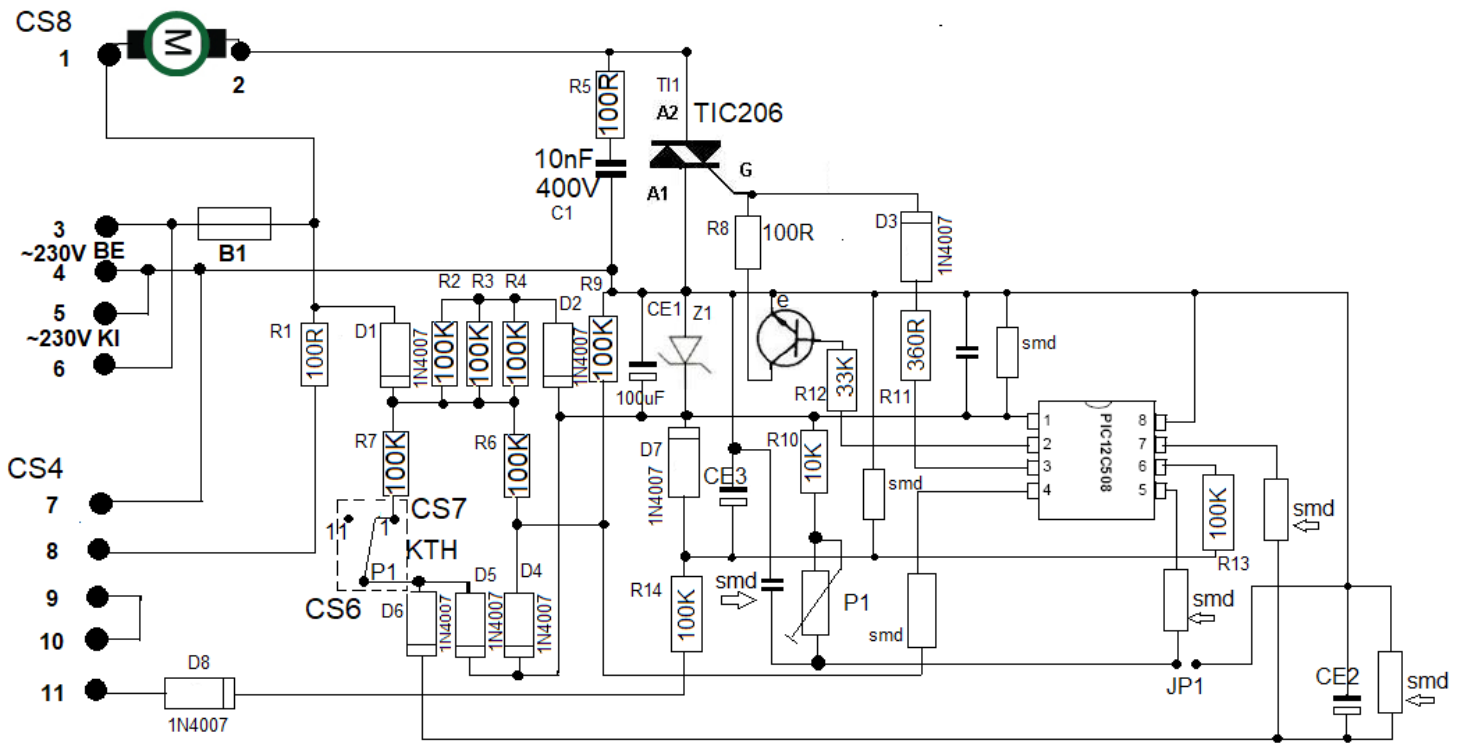 CS8
M
1
2
R5
100R
TI1
A2
TIC206
10nF
400V
C1
A1
G
R8
100R
D3
1N4007
3
~230V BE
B1
4
5
~230V KI
6
R1
100R
D1
1N4007
R2
R3
R4
100K
100K
100K
D2
1N4007
R9
100K
CE1
Z1
100uF
e
R12
33K
360R
R11
smd
R7
100K
R6
100K
D7
1N4007
CE3
R10
10K
smd
1
2
3
4
PIC12C508
8
7
6
5
100K
R13
smd
CS4
7
8
9
10
11
CS7
11
1
KTH
P1
CS6
D6
1N4007
D5
1N4007
D4
1N4007
R14
100K
smd
P1
smd
smd
JP1
CE2
smd
D8
1N4007